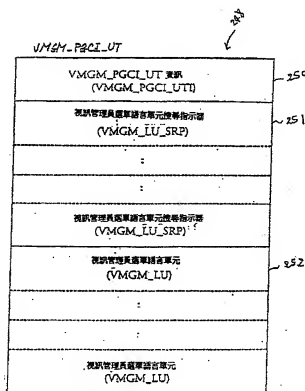 248
VMGM_PGCI_UT
VMGM_PGCI_UT 資訊
(VMGM_PGCI_UTI)
250
視訊管理員選單語言單元搜尋指示器
(VMGM_LU_SRP)
251
:
:
視訊管理員選單語言單元搜尋指示器
(VMGM_LU_SRP)
視訊管理員選單語言單元
(VMGM_LU)
252
:
:
視訊管理員選單語言單元
(VMGM_LU)